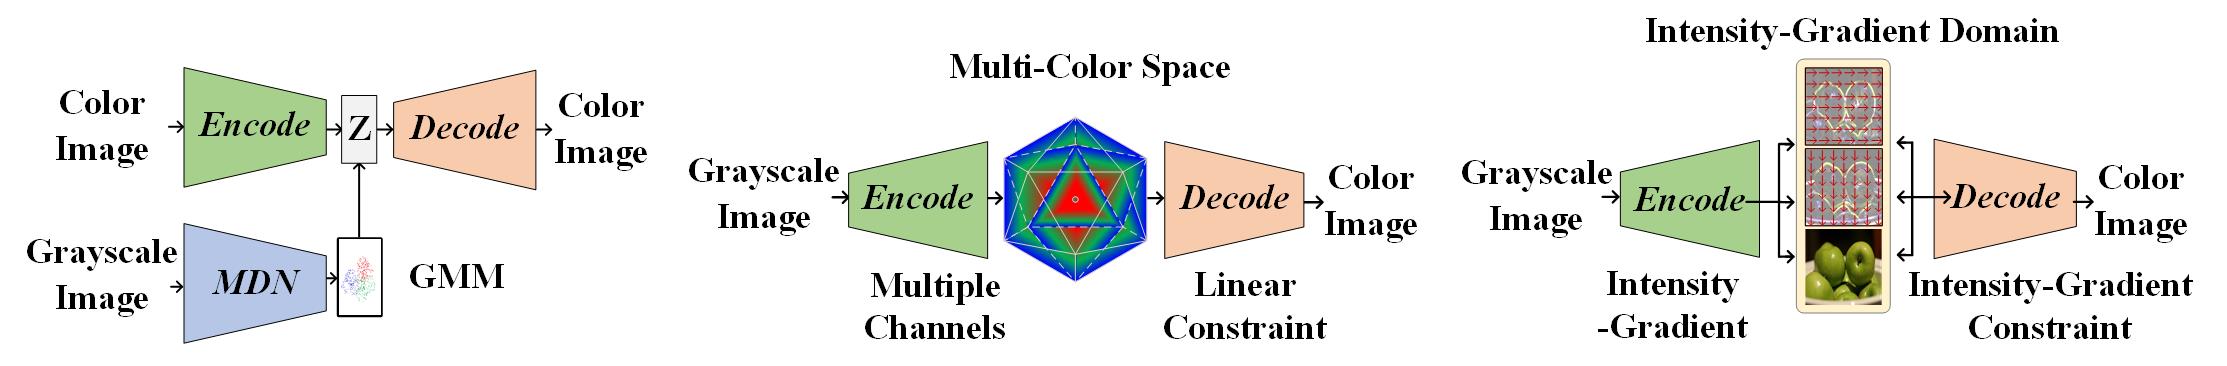 Color
Image
Encode
Z
Decode
Color
Image
Grayscale
Image
MDN
GMM
Multi-Color Space
Grayscale
Image
Encode
Decode
Color
Image
Multiple
Channels
Linear
Constraint
Intensity-Gradient Domain
Grayscale
Image
Encode
Decode
Color
Image
Intensity
-Gradient
Intensity-Gradient
Constraint